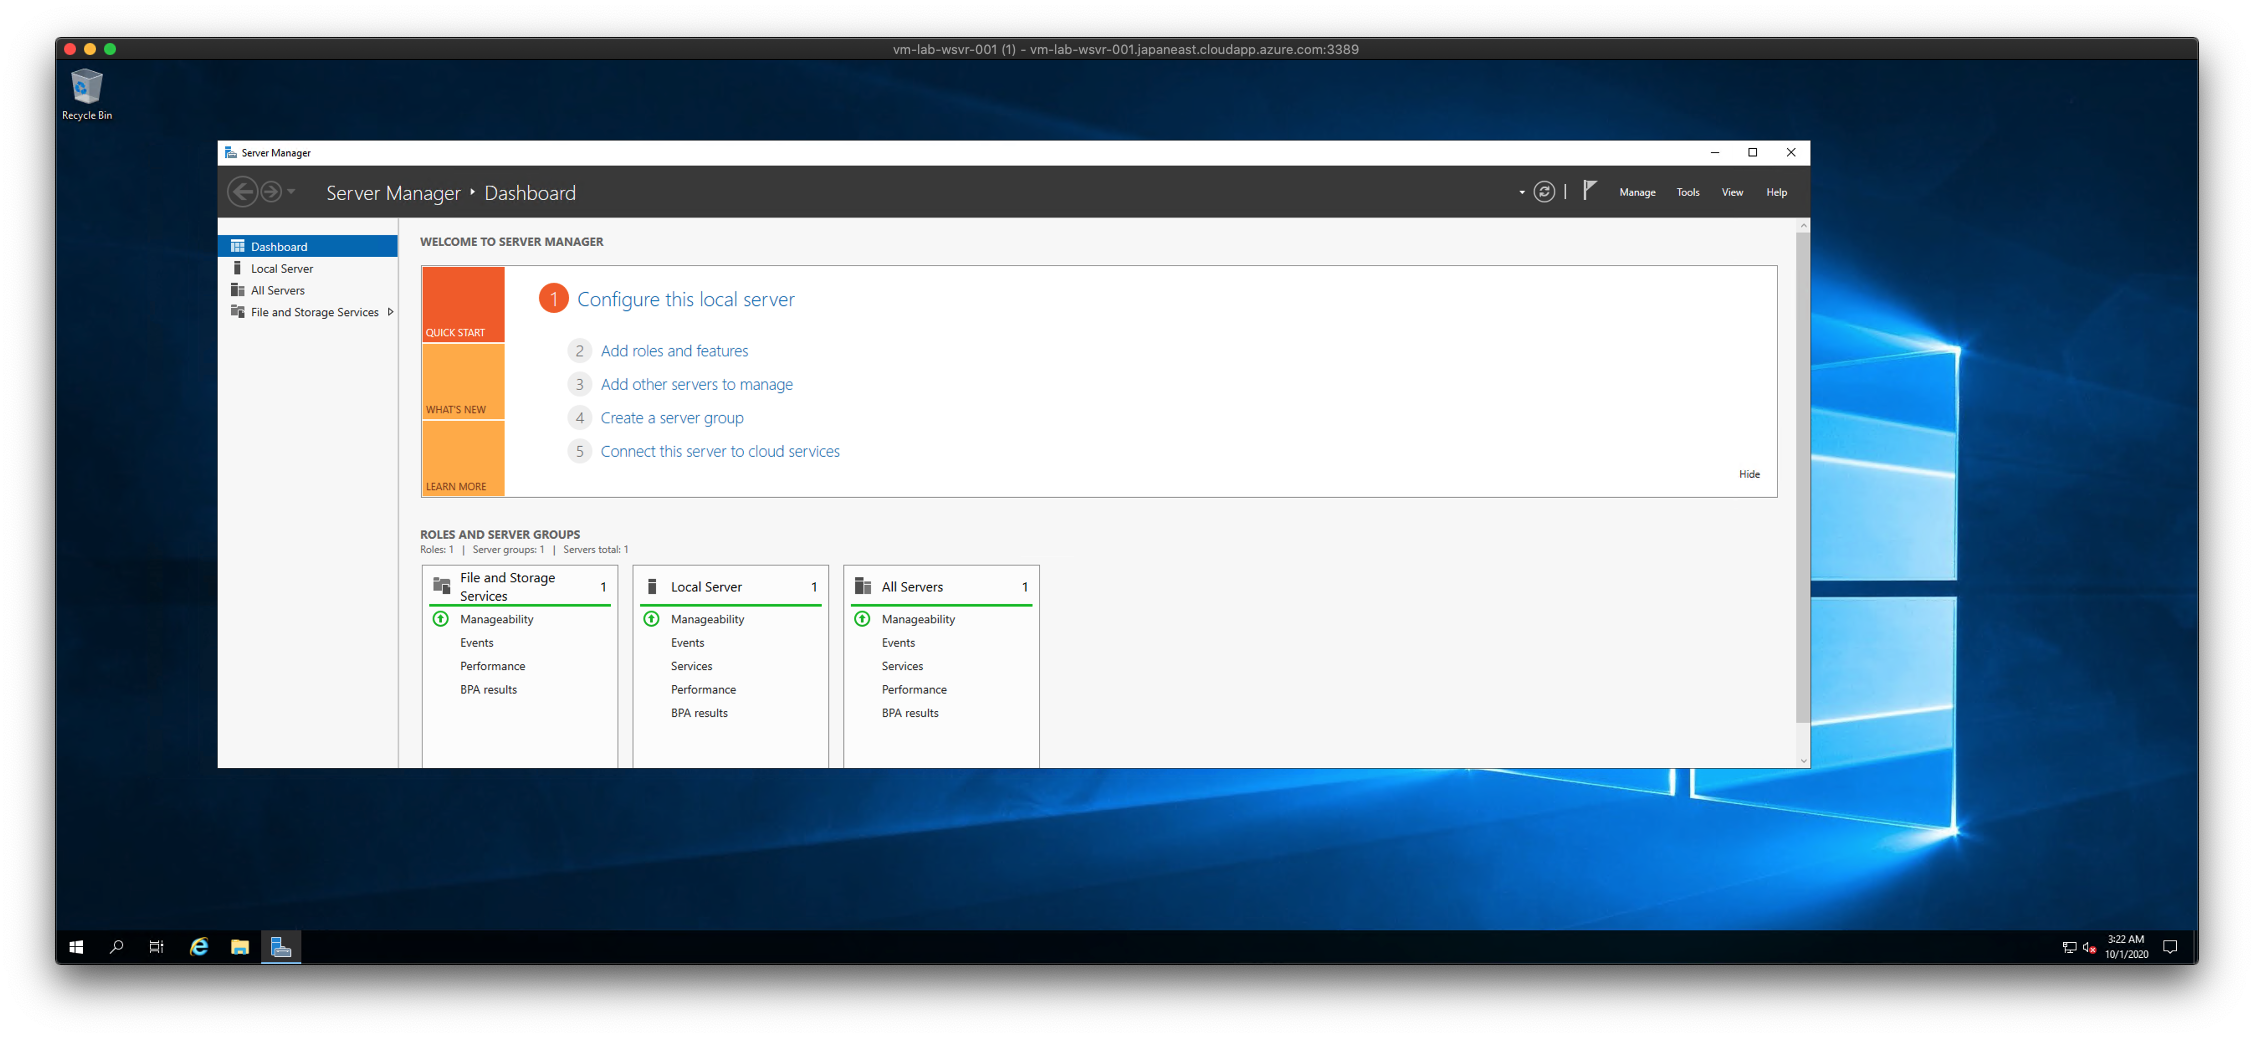 vm-lab-wsvr-001 (1) - vm-lab-wsvr-001.japaneast.cloudapp.azure.com:3389
Recycle Bin
Server Manager
Server Manager ‣ Dashboard
Manage Tools View Help
Dashboard
Local Server
All Servers
File and Storage Services
WELCOME TO SERVER MANAGER
QUICK START
WHAT'S NEW
LEARN MORE
1 Configure this local server
2 Add roles and features
3 Add other servers to manage
4 Create a server group
5 Connect this server to cloud services
Hide
ROLES AND SERVER GROUPS
Roles: 1 | Server groups: 1 | Servers total: 1
File and Storage
Services 1
Manageability
Events
Performance
BPA results
Local Server 1
Manageability
Events
Services
Performance
BPA results
All Servers 1
Manageability
Events
Services
Performance
BPA results
3:22 AM
10/1/2020